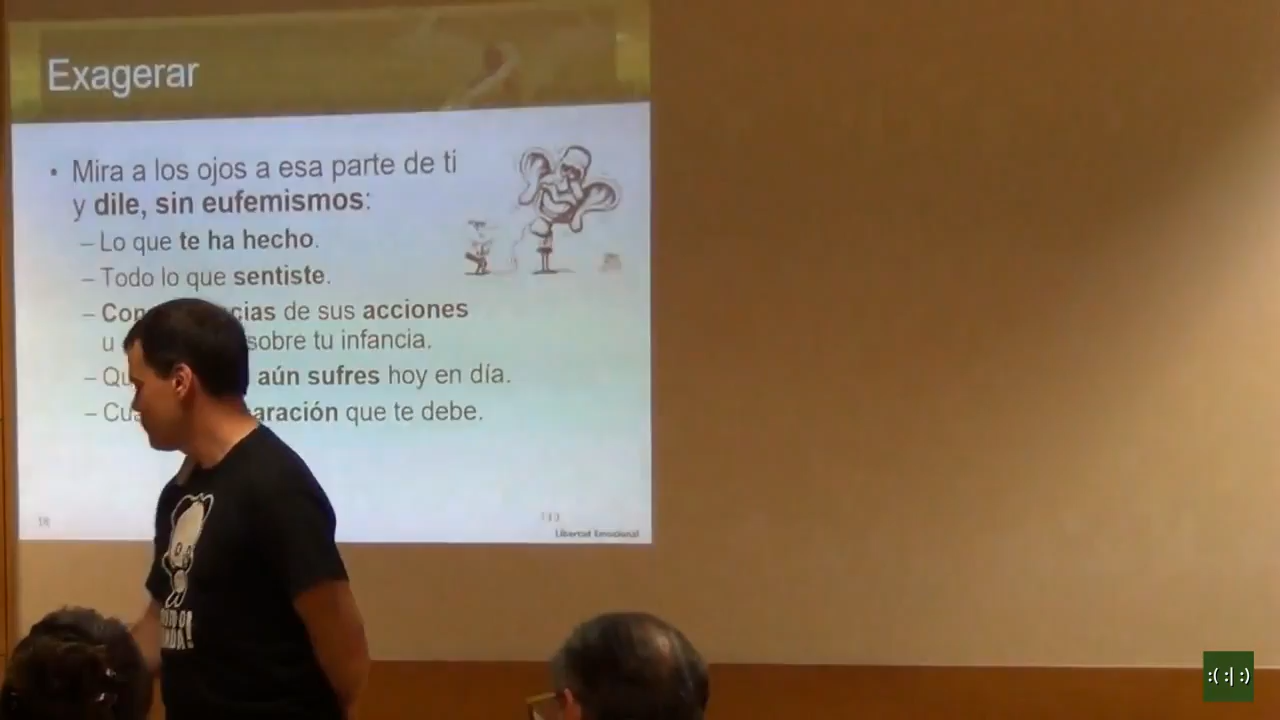 Exagerar
• Mira a los ojos a esa parte de ti
y dile, sin eufemismos:
– Lo que te ha hecho.
– Todo lo que sentiste.
– Con cias de sus acciones
u sobre tu infancia.
– Qu aún sufres hoy en día.
– Cu aración que te debe.
18
Libertad Emocional
:( :| :)